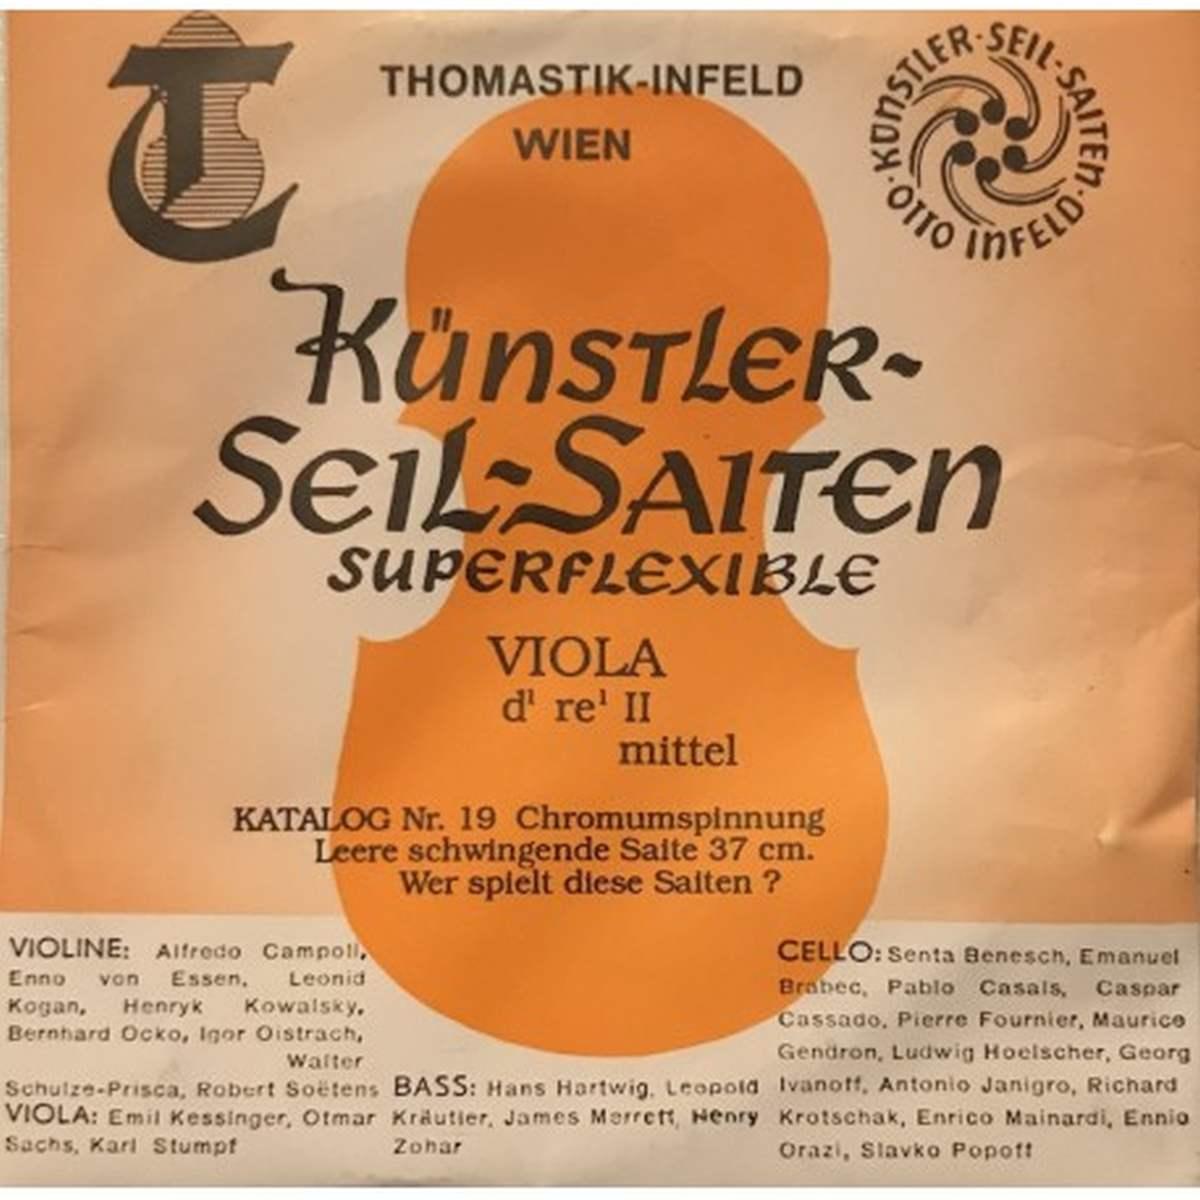 T
THOMASTIK-INFELD
WIEN
KÜNSTLER·SEIL·SAITEN
·OTTO INFELD·
KÜNSTLER-
SEIL-SAITEN
SUPERFLEXIBLE
VIOLA
d¹ re¹ II
mittel
KATALOG Nr. 19 Chromumspinnung
Leere schwingende Saite 37 cm.
Wer spielt diese Saiten ?
VIOLINE: Alfredo Campoli,
Enno von Essen, Leonid
Kogan, Henryk Kowalsky,
Bernhard Ocko, Igor Oistrach,
Walter
Schulze-Prisca, Robert Soëtens
VIOLA: Emil Kessinger, Otmar
Sachs, Karl Stumpf
BASS: Hans Hartwig, Leopold
Kräutler, James Merrett, Henry
Zohar
CELLO: Senta Benesch, Emanuel
Brabec, Pablo Casals, Caspar
Cassado, Pierre Fournier, Maurice
Gendron, Ludwig Hoelscher, Georg
Ivanoff, Antonio Janigro, Richard
Krotschak, Enrico Mainardi, Ennio
Orazi, Slavko Popoff